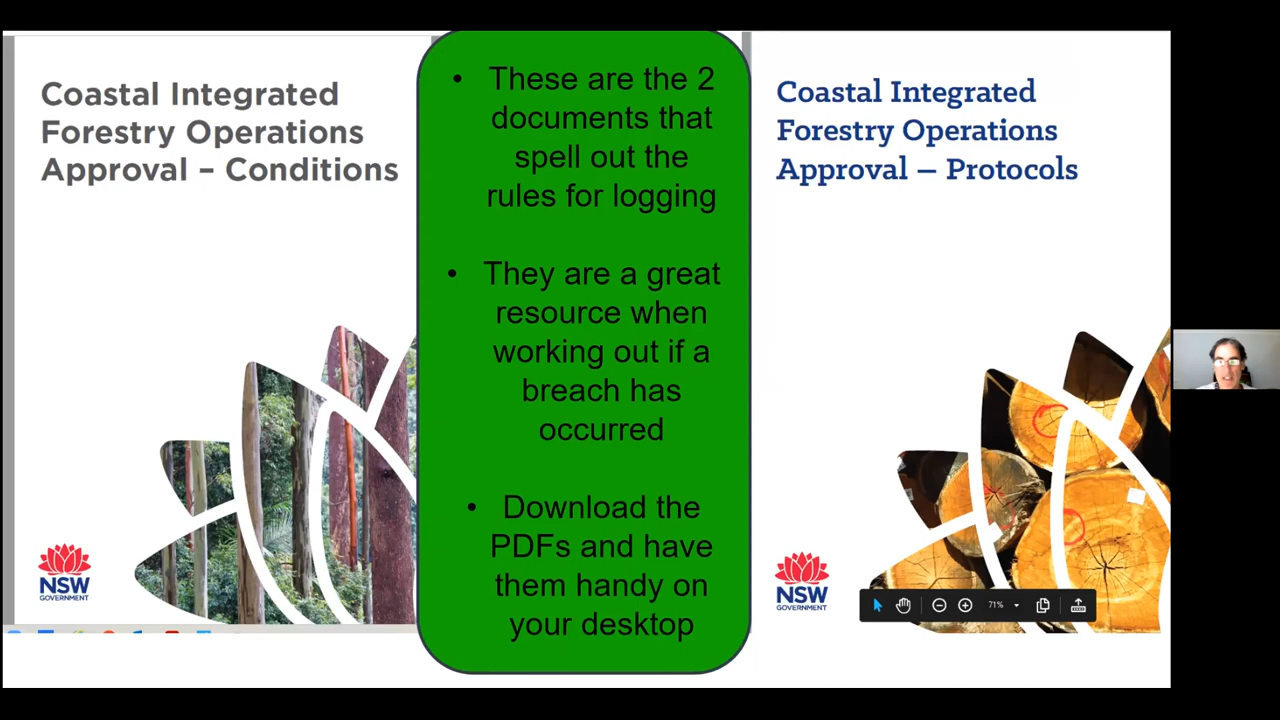 Coastal Integrated
Forestry Operations
Approval – Conditions
NSW
GOVERNMENT
• These are the 2
documents that
spell out the
rules for logging
• They are a great
resource when
working out if a
breach has
occurred
• Download the
PDFs and have
them handy on
your desktop
Coastal Integrated
Forestry Operations
Approval – Protocols
NSW
GOVERNMENT
71%